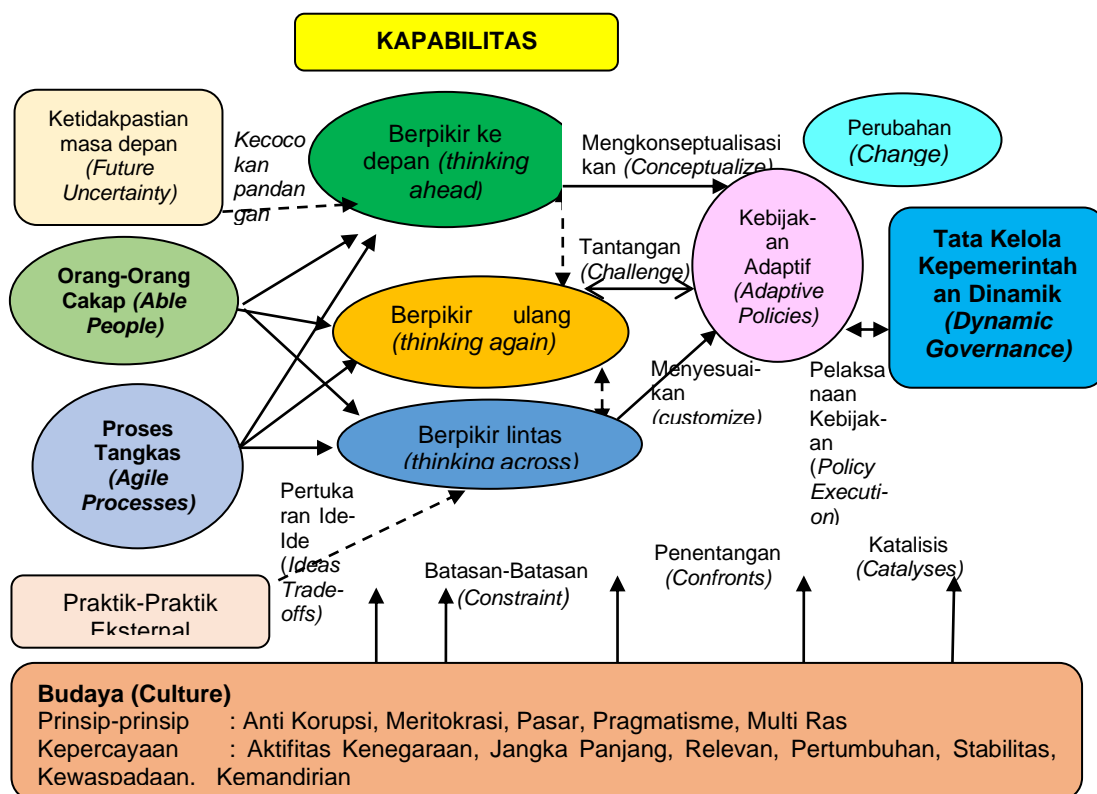 KAPABILITAS
Ketidakpastian
masa depan
(Future
Uncertainty)
Kecoco
kan
pandan
gan
Berpikir ke
depan (thinking
ahead)
Mengkonseptualisasi
kan (Conceptualize)
Perubahan
(Change)
Orang-Orang
Cakap (Able
People)
Berpikir ulang
(thinking again)
Tantangan
(Challenge)
Kebijak-
an
Adaptif
(Adaptive
Policies)
Tata Kelola
Kepemerintah
an Dinamik
(Dynamic
Governance)
Proses
Tangkas
(Agile
Processes)
Berpikir lintas
(thinking across)
Menyesuai-
kan
(customize)
Pelaksa
naan
Kebijak-
an
(Policy
Executi-
on)
Pertuka
ran Ide-
Ide
(Ideas
Trade-
offs)
Praktik-Praktik
Eksternal
Batasan-Batasan
(Constraint)
Penentangan
(Confronts)
Katalisis
(Catalyses)
Budaya (Culture)
Prinsip-prinsip : Anti Korupsi, Meritokrasi, Pasar, Pragmatisme, Multi Ras
Kepercayaan : Aktifitas Kenegaraan, Jangka Panjang, Relevan, Pertumbuhan, Stabilitas,
Kewaspadaan, Kemandirian